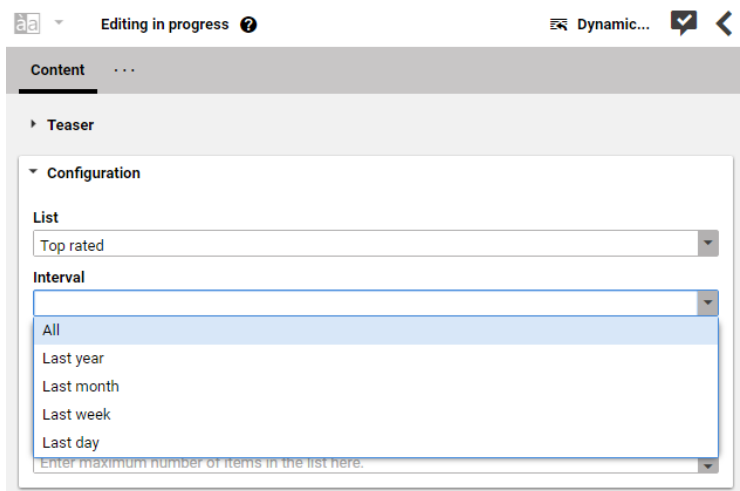 àa Editing in progress ? Dynamic...
Content ...
Teaser
Configuration
List
Top rated
Interval
All
Last year
Last month
Last week
Last day
Enter maximum number of items in the list here.